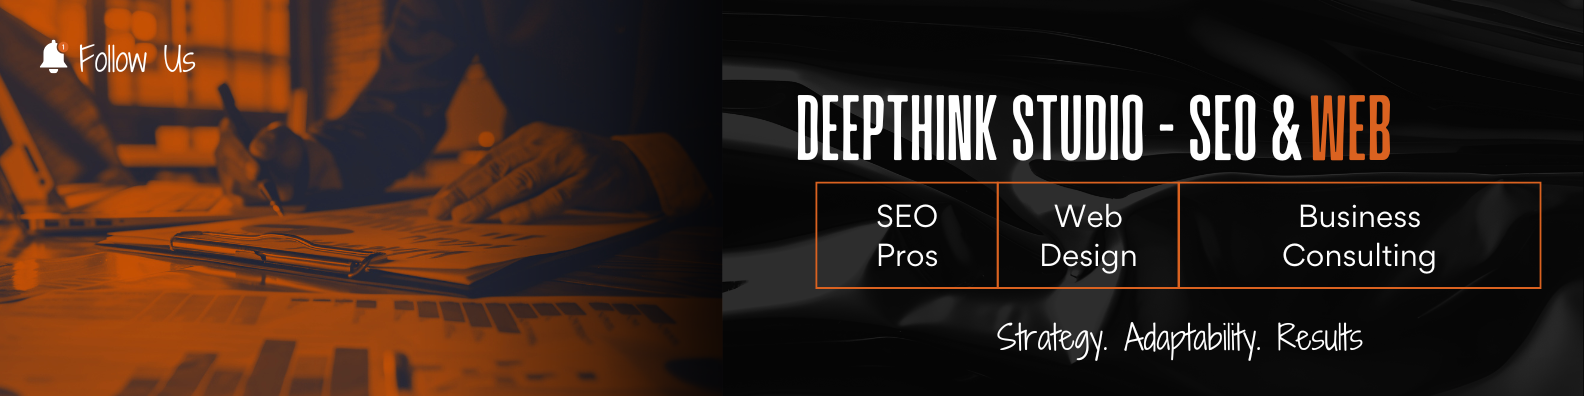 Follow Us
DEEPTHINK STUDIO - SEO & WEB
SEO
Pros
Web
Design
Business
Consulting
Strategy. Adaptability. Results